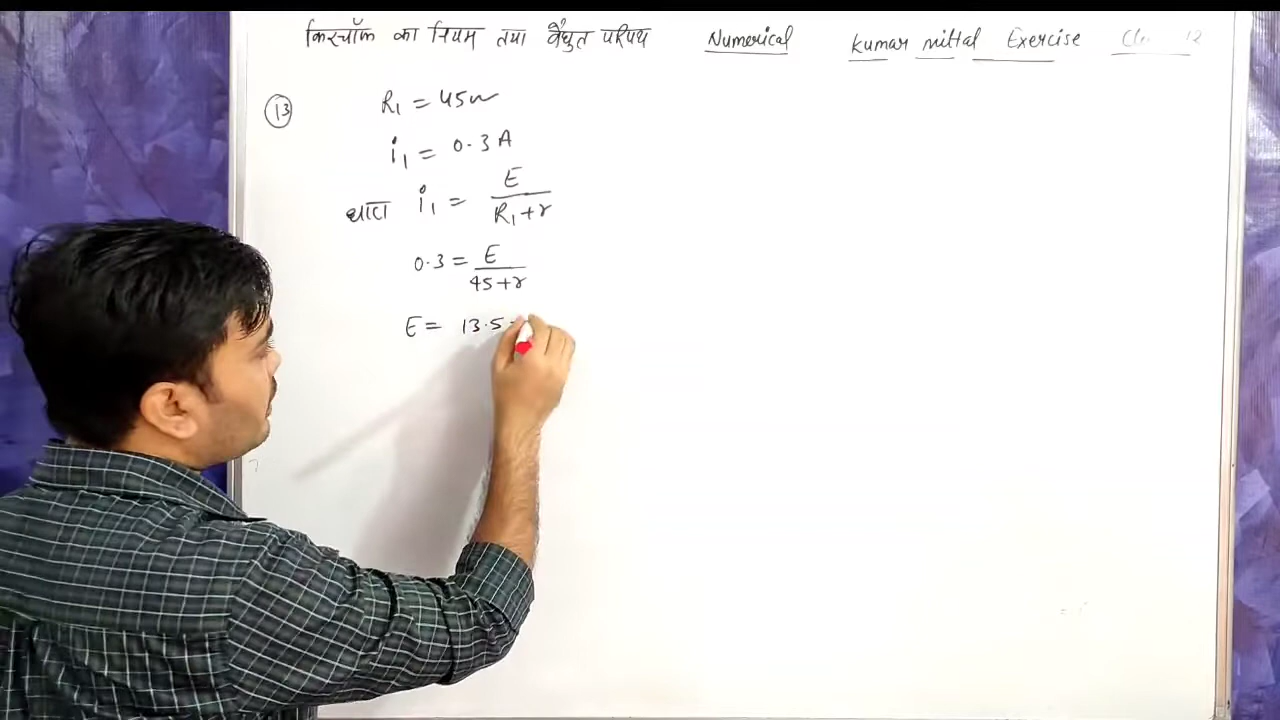 किरचॉफ का नियम तथा वैधुत परिपथ Numerical Kumar mittal Exercise 12
13
R₁ = 45Ω
i₁ = 0.3 A
धारा i₁ = E / R₁+r
0.3 = E / 45+r
E = 13.5